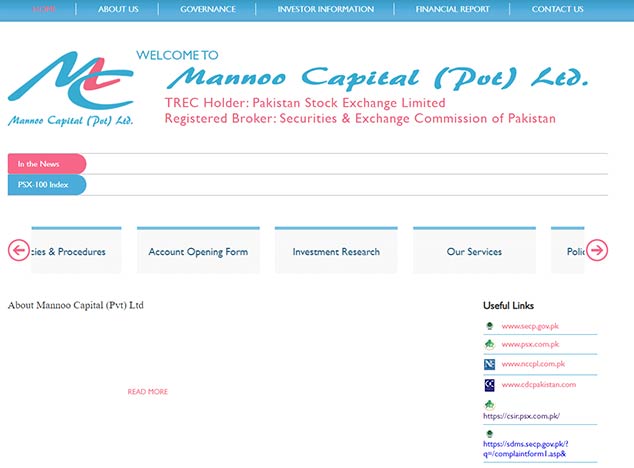 HOME ABOUT US GOVERNANCE INVESTOR INFORMATION FINANCIAL REPORT CONTACT US
WELCOME TO
Mannoo Capital (Pvt) Ltd.
Mannoo Capital (Pvt) Ltd.
TREC Holder: Pakistan Stock Exchange Limited
Registered Broker: Securities & Exchange Commission of Pakistan
In the News
PSX-100 Index
cies & Procedures Account Opening Form Investment Research Our Services Polic
About Mannoo Capital (Pvt) Ltd
READ MORE
Useful Links
www.secp.gov.pk
www.psx.com.pk
www.nccpl.com.pk
www.cdcpakistan.com
https://csir.psx.com.pk/
https://sdms.secp.gov.pk/?
q=/complaintform1.asp&